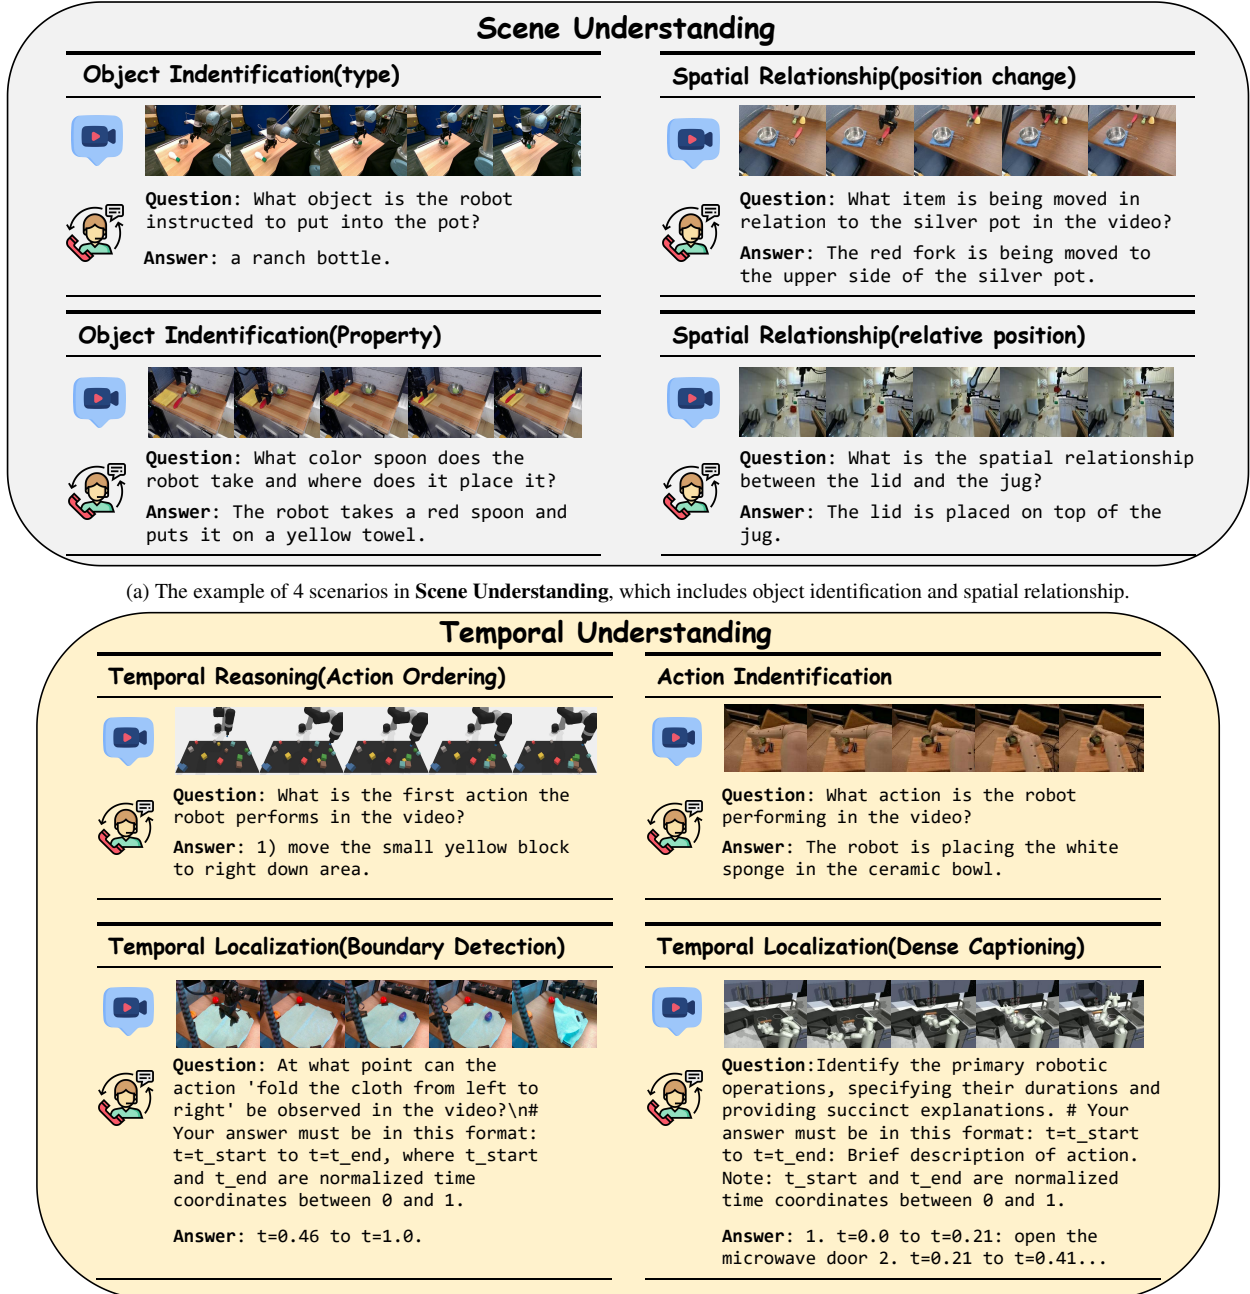 Scene Understanding
Object Indentification(type)
Question: What object is the robot
instructed to put into the pot?
Answer: a ranch bottle.
Spatial Relationship(position change)
Question: What item is being moved in
relation to the silver pot in the video?
Answer: The red fork is being moved to
the upper side of the silver pot.
Object Indentification(Property)
Question: What color spoon does the
robot take and where does it place it?
Answer: The robot takes a red spoon and
puts it on a yellow towel.
Spatial Relationship(relative position)
Question: What is the spatial relationship
between the lid and the jug?
Answer: The lid is placed on top of the
jug.
(a) The example of 4 scenarios in Scene Understanding, which includes object identification and spatial relationship.
Temporal Understanding
Temporal Reasoning(Action Ordering)
Question: What is the first action the
robot performs in the video?
Answer: 1) move the small yellow block
to right down area.
Action Indentification
Question: What action is the robot
performing in the video?
Answer: The robot is placing the white
sponge in the ceramic bowl.
Temporal Localization(Boundary Detection)
Question: At what point can the
action 'fold the cloth from left to
right' be observed in the video?\n#
Your answer must be in this format:
t=t_start to t=t_end, where t_start
and t_end are normalized time
coordinates between 0 and 1.
Answer: t=0.46 to t=1.0.
Temporal Localization(Dense Captioning)
Question:Identify the primary robotic
operations, specifying their durations and
providing succinct explanations. # Your
answer must be in this format: t=t_start
to t=t_end: Brief description of action.
Note: t_start and t_end are normalized
time coordinates between 0 and 1.
Answer: 1. t=0.0 to t=0.21: open the
microwave door 2. t=0.21 to t=0.41...